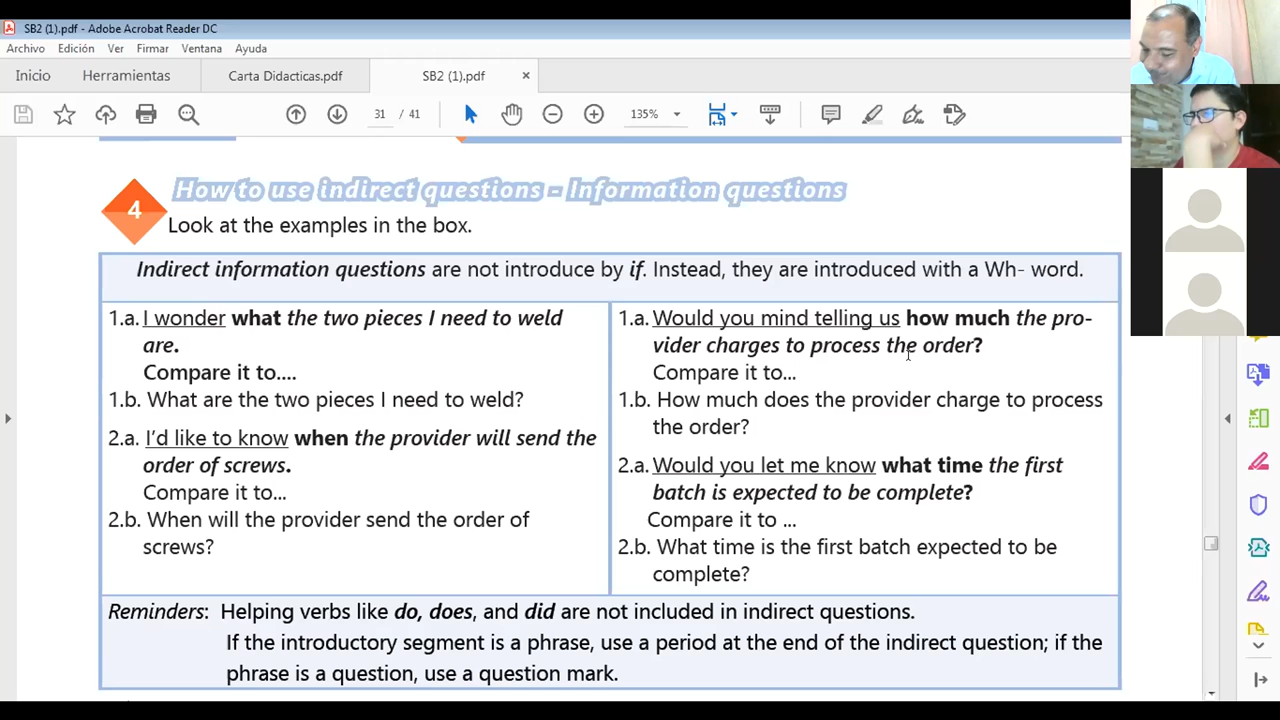 SB2 (1).pdf - Adobe Acrobat Reader DC
Archivo Edición Ver Firmar Ventana Ayuda
Inicio Herramientas Carta Didacticas.pdf SB2 (1).pdf ×
31 / 41 135%
How to use indirect questions - Information questions
4
Look at the examples in the box.
Indirect information questions are not introduce by if. Instead, they are introduced with a Wh- word.
1.a. I wonder what the two pieces I need to weld
are.
Compare it to....
1.b. What are the two pieces I need to weld?
2.a. I'd like to know when the provider will send the
order of screws.
Compare it to...
2.b. When will the provider send the order of
screws?
1.a. Would you mind telling us how much the pro-
vider charges to process the order?
Compare it to...
1.b. How much does the provider charge to process
the order?
2.a. Would you let me know what time the first
batch is expected to be complete?
Compare it to ...
2.b. What time is the first batch expected to be
complete?
Reminders: Helping verbs like do, does, and did are not included in indirect questions.
If the introductory segment is a phrase, use a period at the end of the indirect question; if the
phrase is a question, use a question mark.